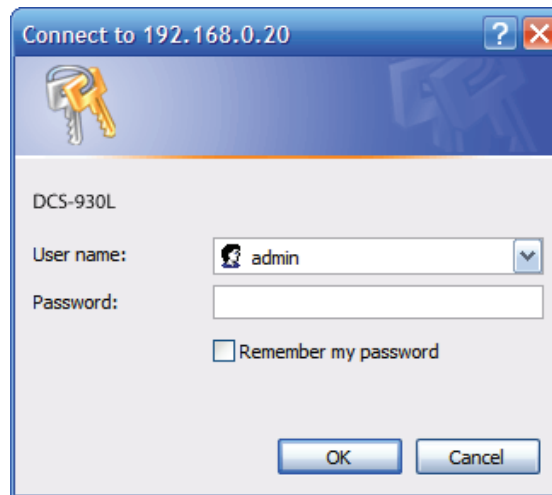 Connect to 192.168.0.20
DCS-930L
User name:
admin
Password:
Remember my password
OK
Cancel